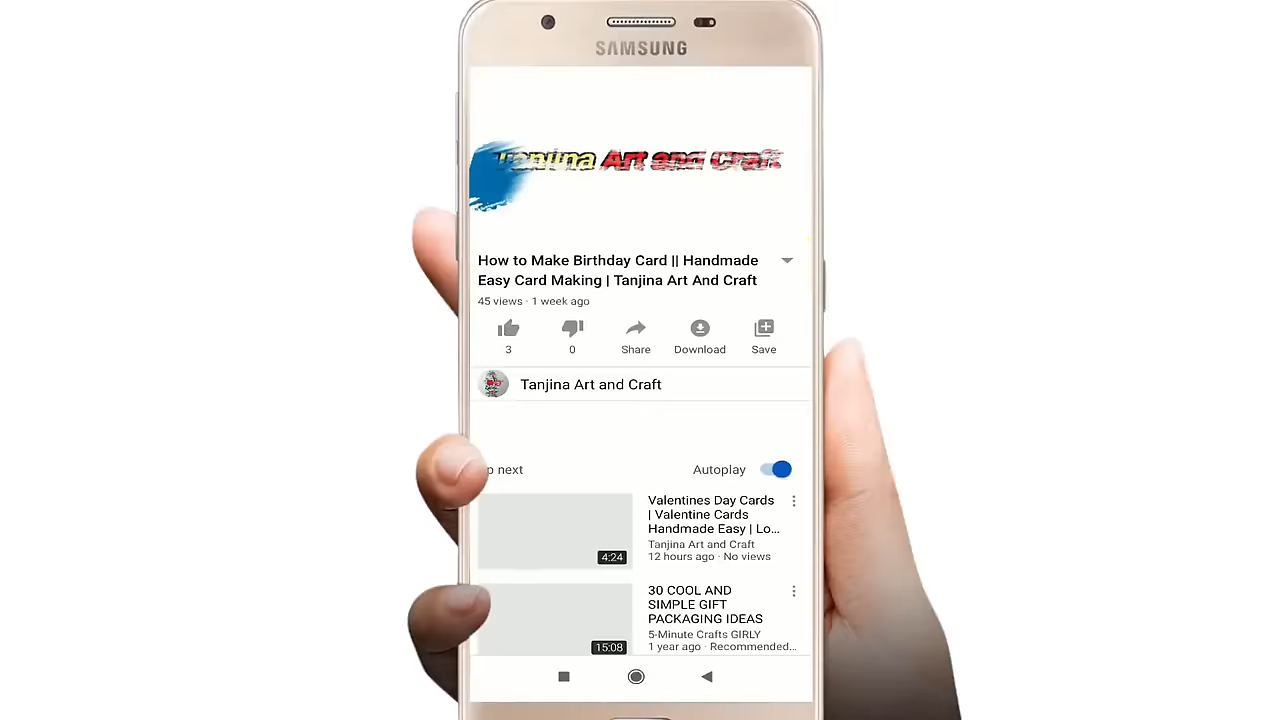 SAMSUNG
Tanjina Art and Craft
How to Make Birthday Card || Handmade
Easy Card Making | Tanjina Art And Craft
45 views · 1 week ago
3
0
Share
Download
Save
Tanjina Art and Craft
p next
Autoplay
Valentines Day Cards
| Valentine Cards
Handmade Easy | Lo...
Tanjina Art and Craft
12 hours ago · No views
4:24
30 COOL AND
SIMPLE GIFT
PACKAGING IDEAS
5-Minute Crafts GIRLY
1 year ago · Recommended...
15:08